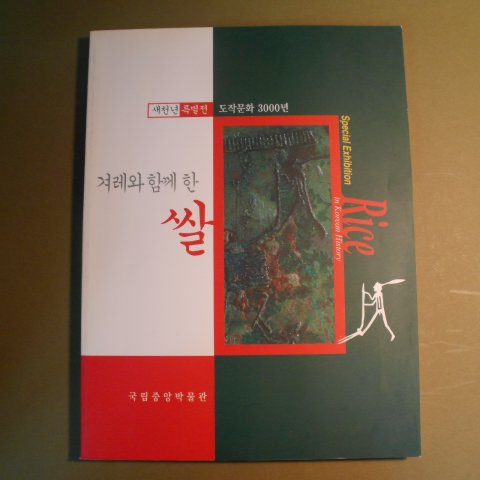 새천년 특별전 도작문화 3000년
겨레와 함께 한
쌀
Special Exhibition
Rice
in Korean History
국립중앙박물관